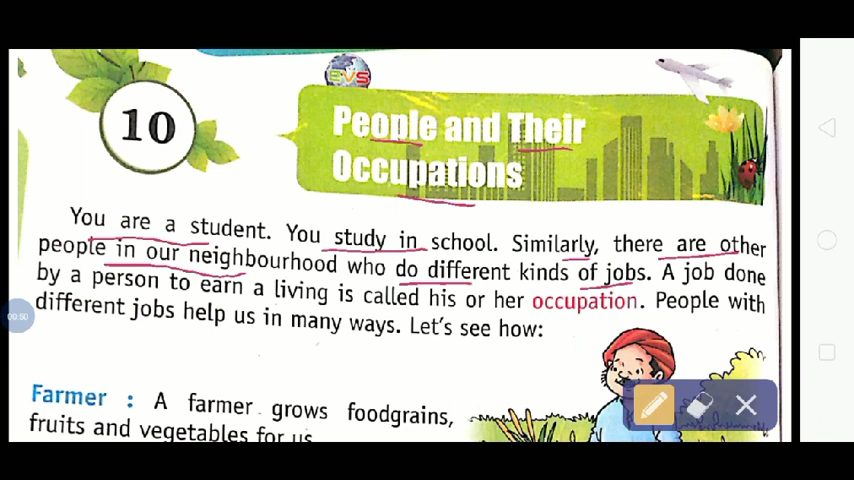 evs
10
People and Their
Occupations
You are a student. You study in school. Similarly, there are other
people in our neighbourhood who do different kinds of jobs. A job done
by a person to earn a living is called his or her occupation. People with
different jobs help us in many ways. Let's see how:
00:50
Farmer : A farmer grows foodgrains,
fruits and vegetables for us